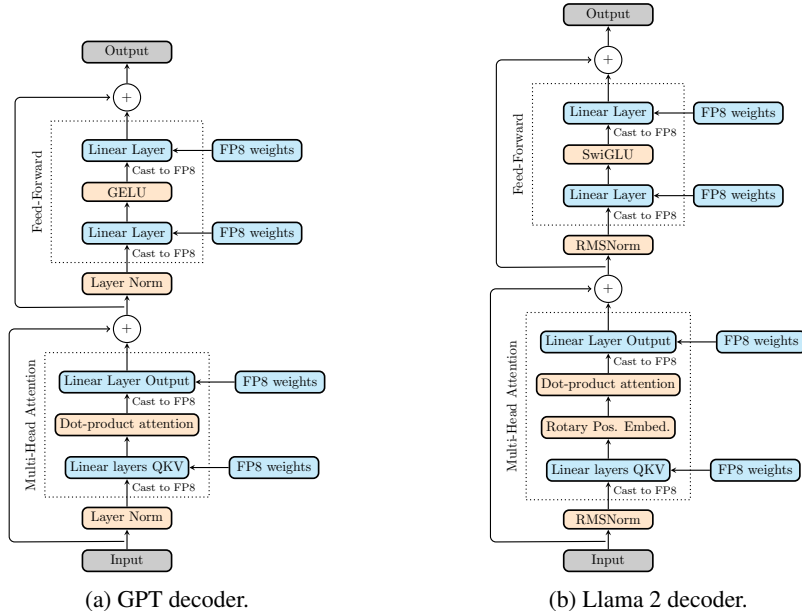 Output
+
Linear Layer
FP8 weights
Cast to FP8
GELU
Linear Layer
FP8 weights
Cast to FP8
Feed-Forward
Layer Norm
+
Linear Layer Output
FP8 weights
Cast to FP8
Dot-product attention
Linear layers QKV
FP8 weights
Cast to FP8
Multi-Head Attention
Layer Norm
Input
(a) GPT decoder.
Output
+
Linear Layer
FP8 weights
Cast to FP8
SwiGLU
Linear Layer
FP8 weights
Cast to FP8
Feed-Forward
RMSNorm
+
Linear Layer Output
FP8 weights
Cast to FP8
Dot-product attention
Rotary Pos. Embed.
Linear layers QKV
FP8 weights
Cast to FP8
Multi-Head Attention
RMSNorm
Input
(b) Llama 2 decoder.